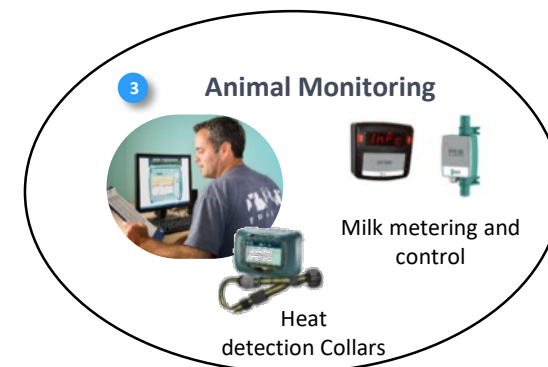 3
Animal Monitoring
Milk metering and
control
Heat
detection Collars